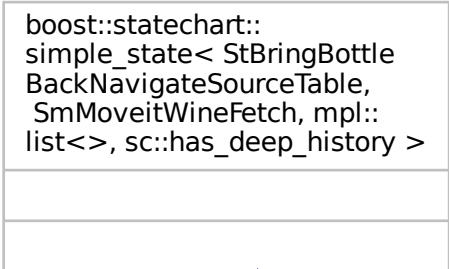 boost::statechart::
simple_state< StBringBottle
BackNavigateSourceTable,
 SmMoveitWineFetch, mpl::
list<>, sc::has_deep_history >